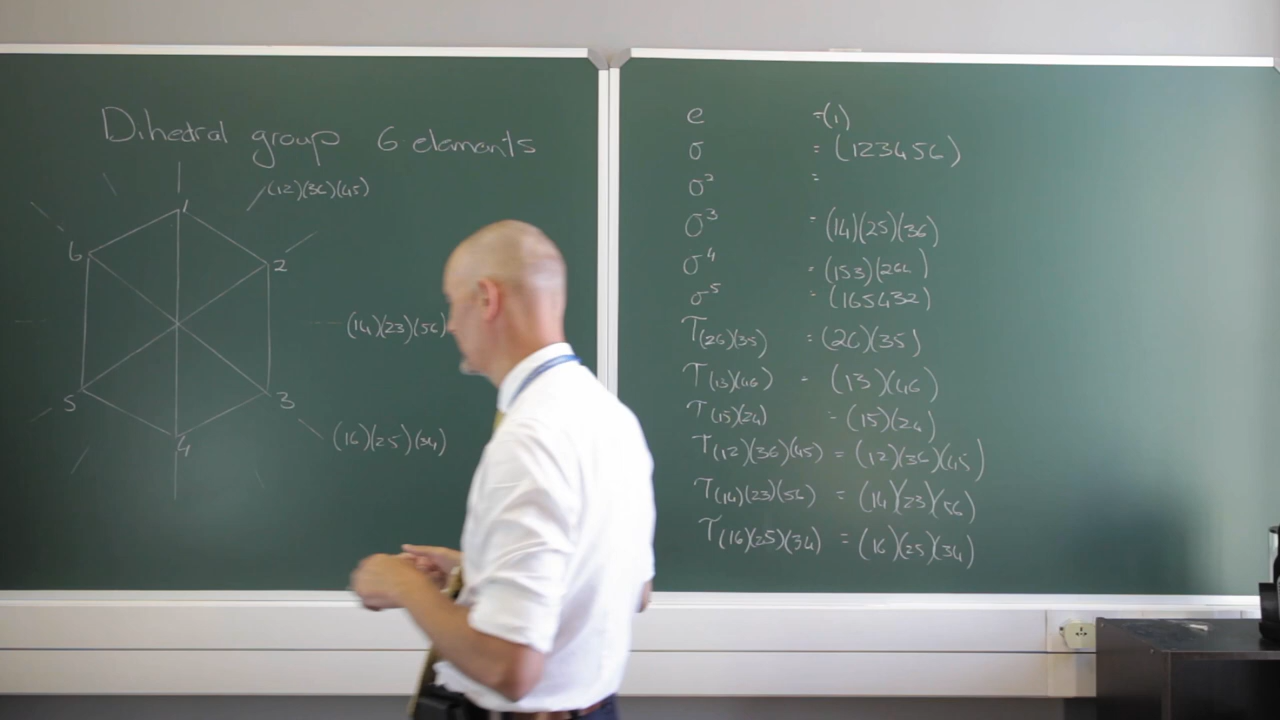 Dihedral group 6 elements
(12)(36)(45)
1
6
2
(14)(23)(56)
5
3
(16)(25)(34)
4
e =(1)
σ = (123456)
σ² =
σ³ = (14)(25)(36)
σ⁴ = (153)(264)
σ⁵ = (165432)
τ(26)(35) = (26)(35)
τ(13)(46) = (13)(46)
τ(15)(24) = (15)(24)
τ(12)(36)(45) = (12)(36)(45)
τ(14)(23)(56) = (14)(23)(56)
τ(16)(25)(34) = (16)(25)(34)